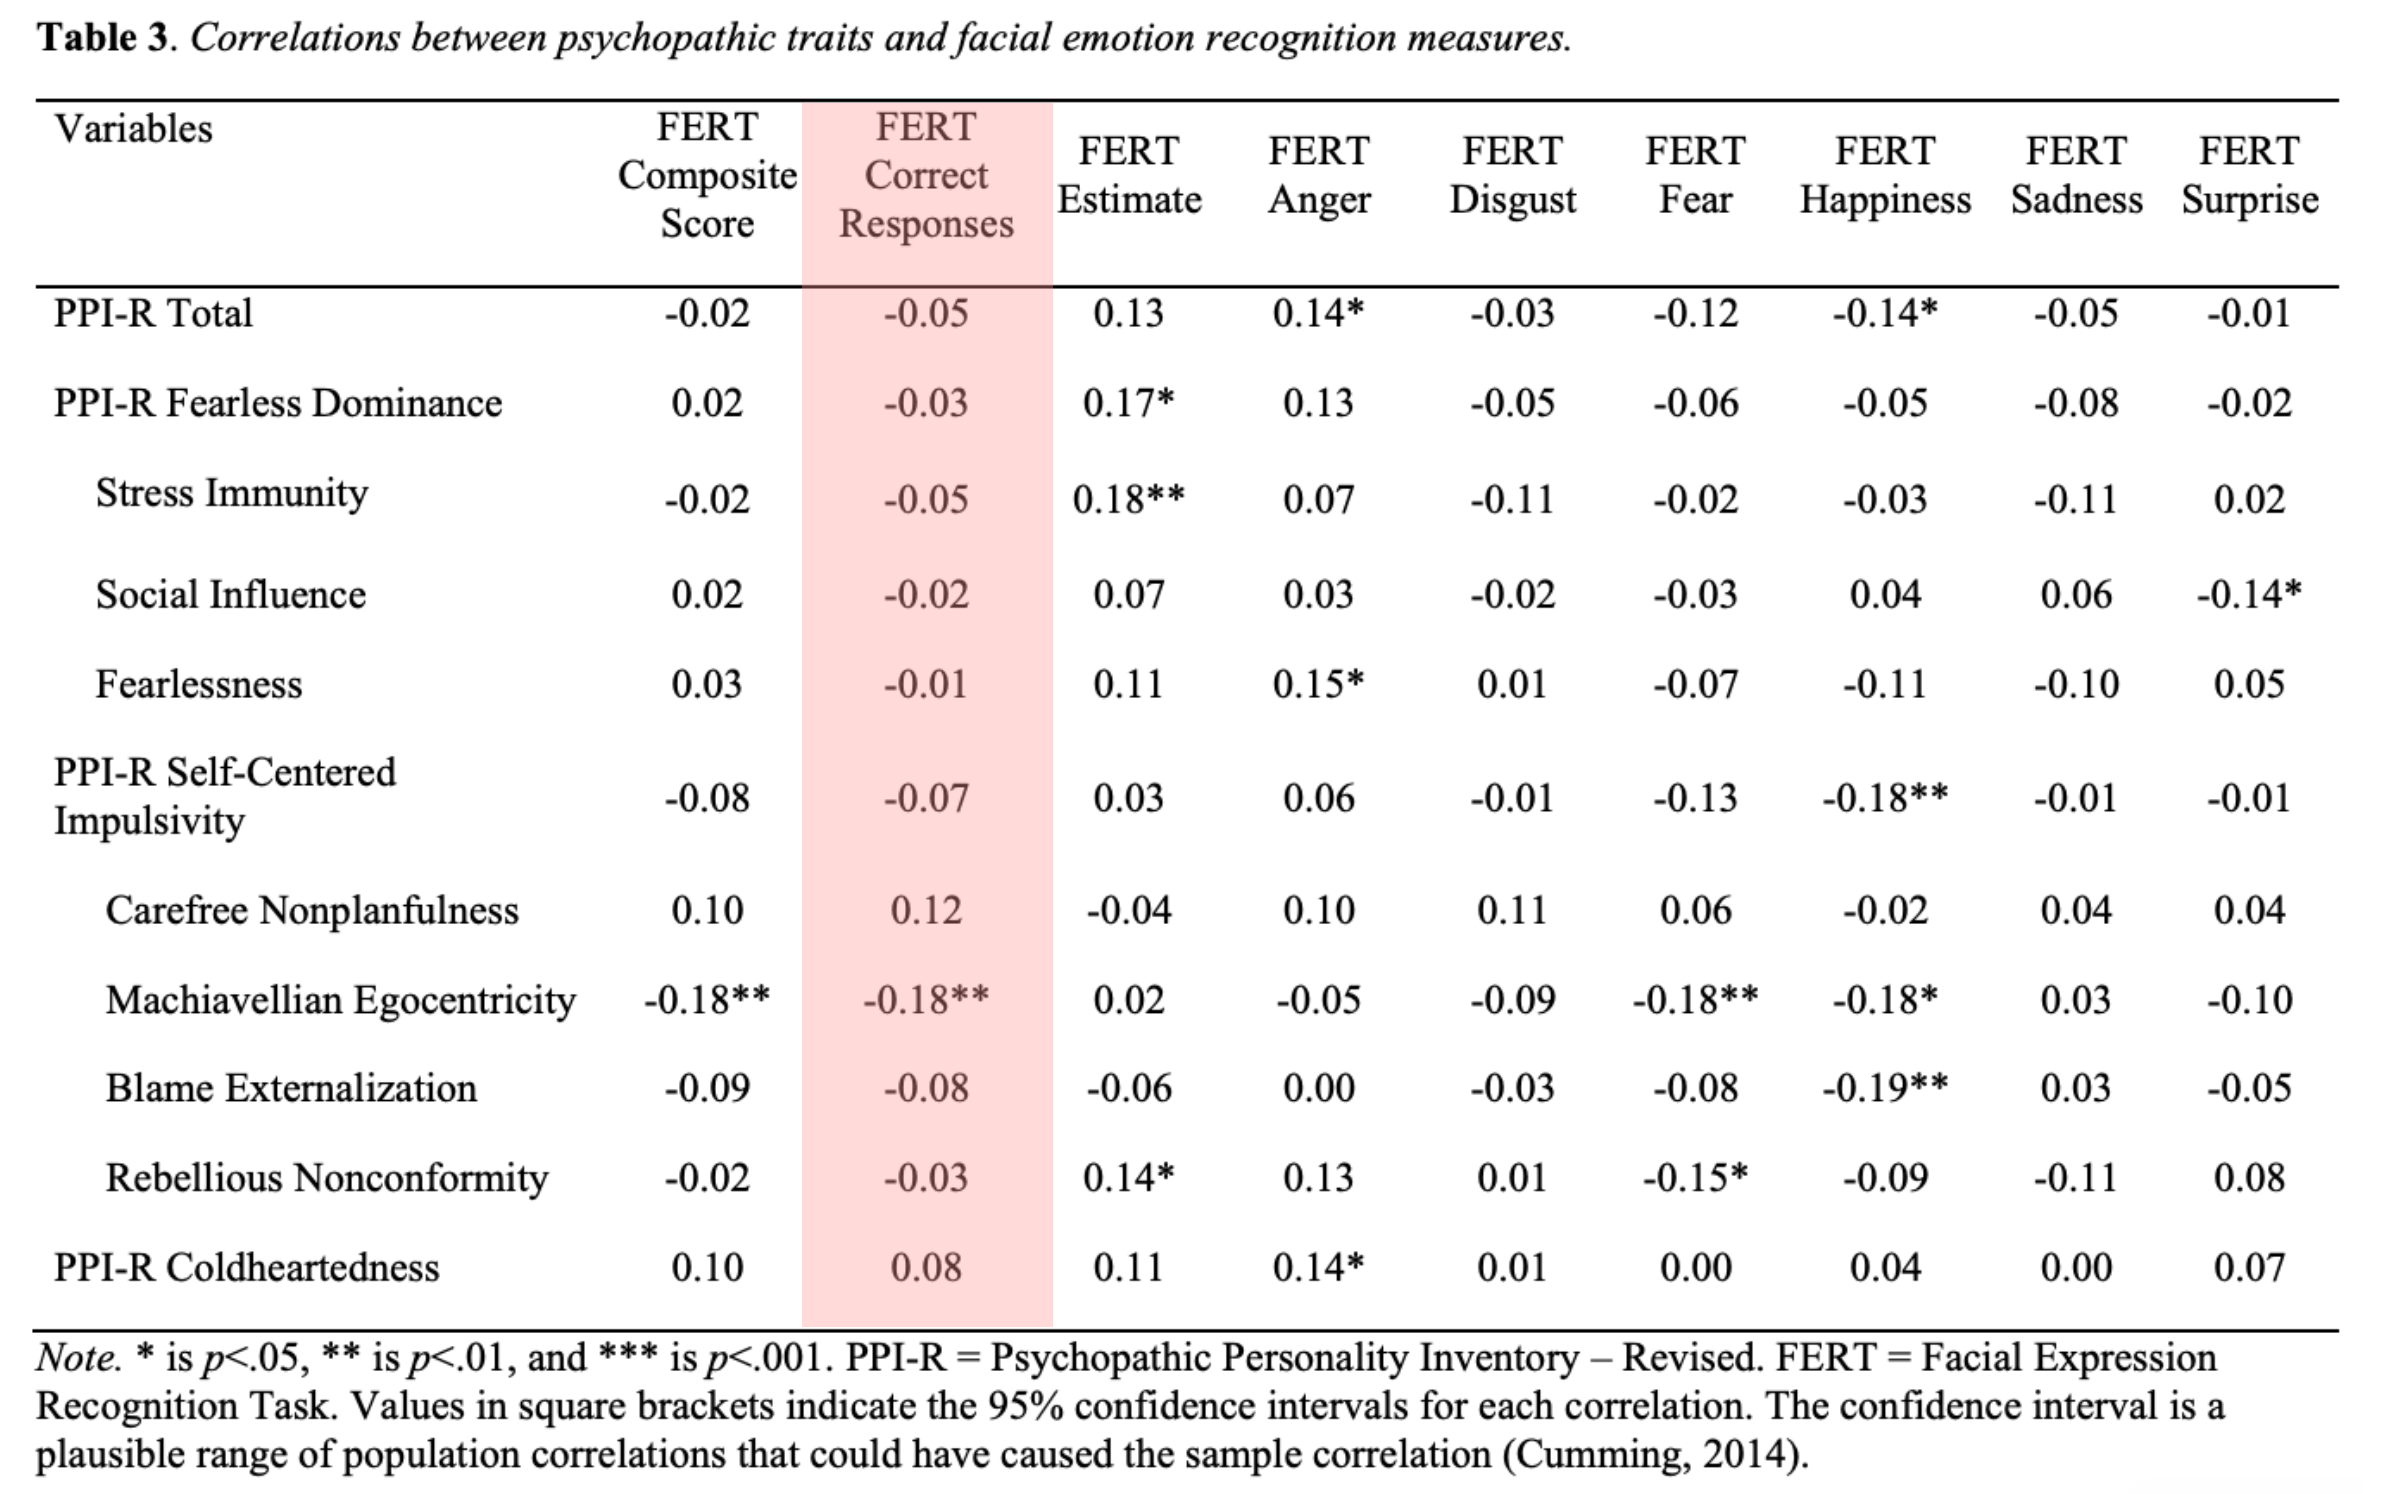 Table 3. Correlations between psychopathic traits and facial emotion recognition measures.
Variables FERT Composite Score FERT Correct Responses FERT Estimate FERT Anger FERT Disgust FERT Fear FERT Happiness FERT Sadness FERT Surprise
PPI-R Total -0.02 -0.05 0.13 0.14* -0.03 -0.12 -0.14* -0.05 -0.01
PPI-R Fearless Dominance 0.02 -0.03 0.17* 0.13 -0.05 -0.06 -0.05 -0.08 -0.02
Stress Immunity -0.02 -0.05 0.18** 0.07 -0.11 -0.02 -0.03 -0.11 0.02
Social Influence 0.02 -0.02 0.07 0.03 -0.02 -0.03 0.04 0.06 -0.14*
Fearlessness 0.03 -0.01 0.11 0.15* 0.01 -0.07 -0.11 -0.10 0.05
PPI-R Self-Centered Impulsivity -0.08 -0.07 0.03 0.06 -0.01 -0.13 -0.18** -0.01 -0.01
Carefree Nonplanfulness 0.10 0.12 -0.04 0.10 0.11 0.06 -0.02 0.04 0.04
Machiavellian Egocentricity -0.18** -0.18** 0.02 -0.05 -0.09 -0.18** -0.18* 0.03 -0.10
Blame Externalization -0.09 -0.08 -0.06 0.00 -0.03 -0.08 -0.19** 0.03 -0.05
Rebellious Nonconformity -0.02 -0.03 0.14* 0.13 0.01 -0.15* -0.09 -0.11 0.08
PPI-R Coldheartedness 0.10 0.08 0.11 0.14* 0.01 0.00 0.04 0.00 0.07
Note. * is p<.05, ** is p<.01, and *** is p<.001. PPI-R = Psychopathic Personality Inventory – Revised. FERT = Facial Expression
Recognition Task. Values in square brackets indicate the 95% confidence intervals for each correlation. The confidence interval is a
plausible range of population correlations that could have caused the sample correlation (Cumming, 2014).